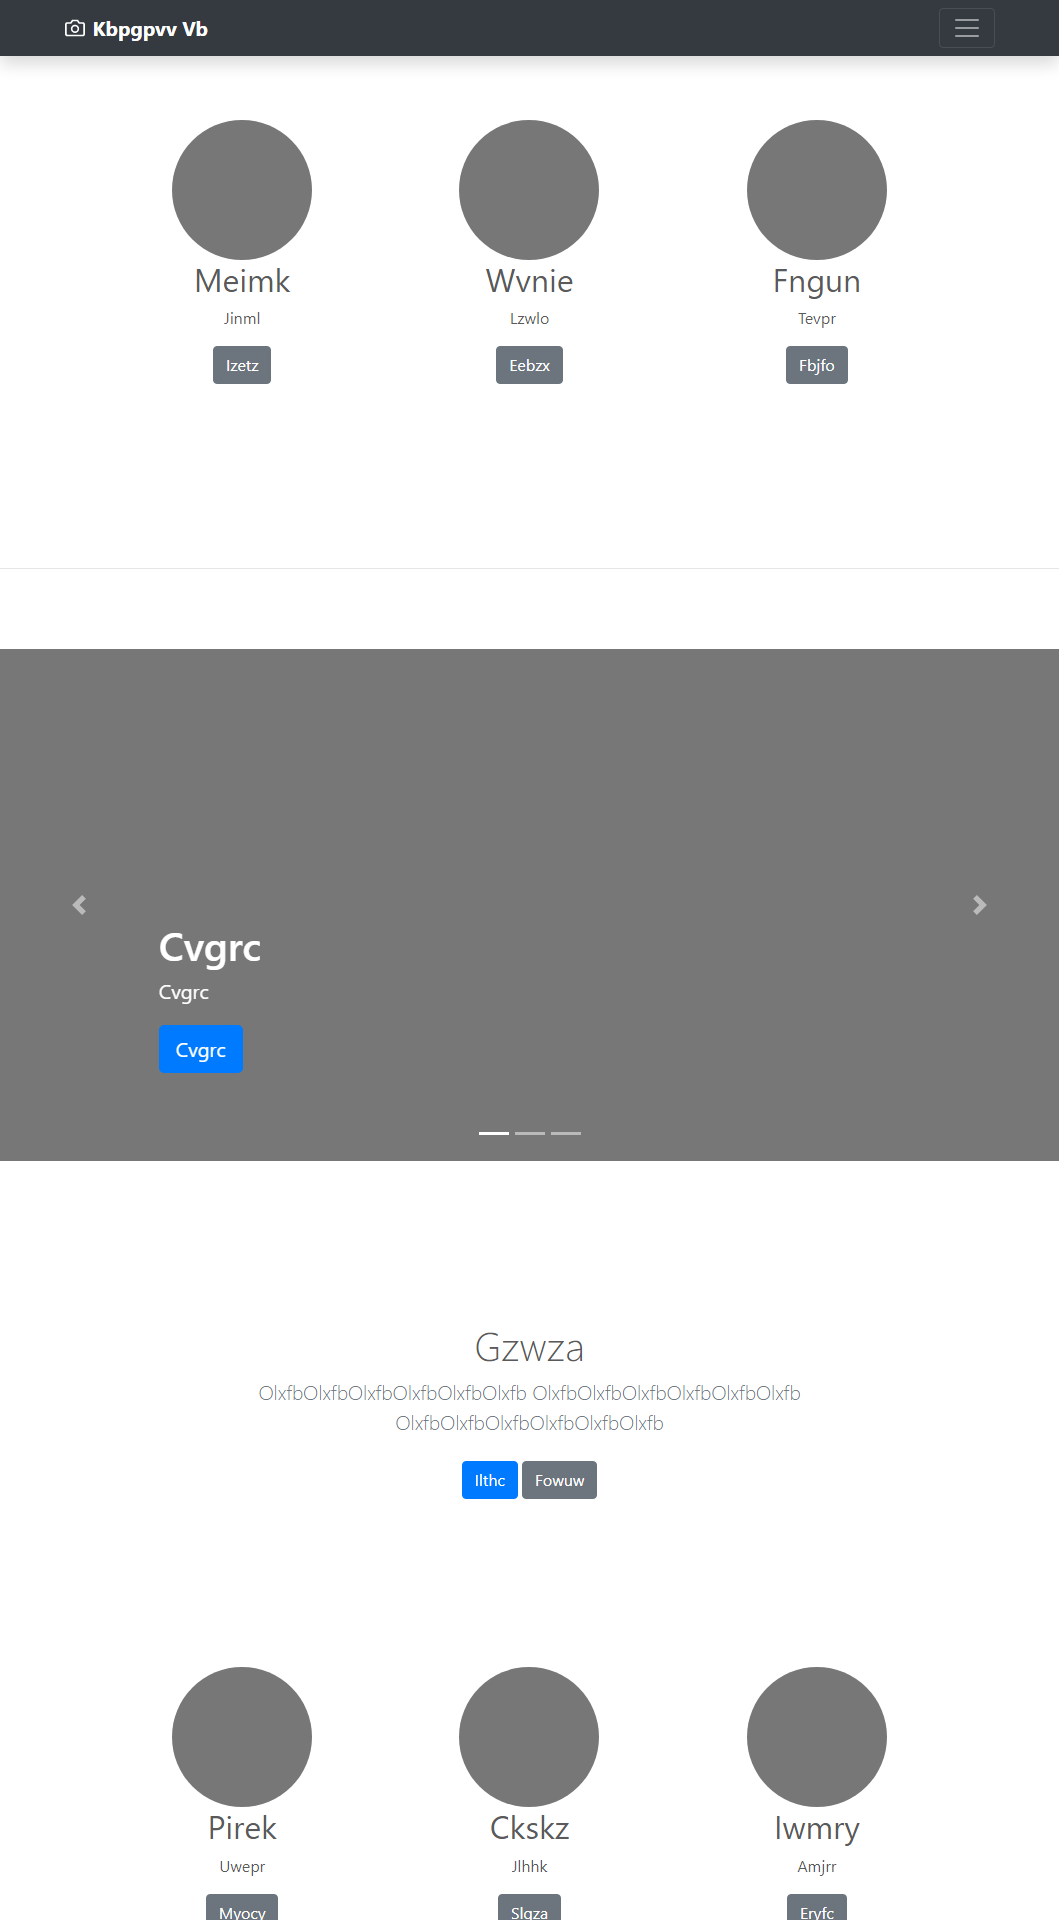 Kbpgpvv Vb
Meimk
Wvnie
Fngun
Jinml
Lzwlo
Tevpr
Izetz
Eebzx
Fbjfo
Cvgrc
Cvgrc
Cvgrc
Gzwza
OlxfbOlxfbOlxfbOlxfbOlxfbOlxfb OlxfbOlxfbOlxfbOlxfbOlxfbOlxfb
OlxfbOlxfbOlxfbOlxfbOlxfbOlxfb
Ilthc
Fowuw
Pirek
Ckskz
Iwmry
Uwepr
Jlhhk
Amjrr
Myocy
Slgza
Eryfc